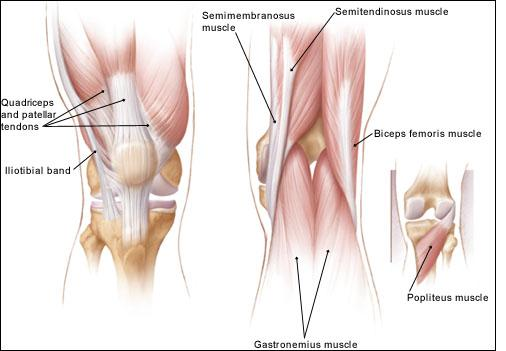 Semimembranosus
muscle
Semitendinosus muscle
Quadriceps
and patellar
tendons
Iliotibial band
Biceps femoris muscle
Popliteus muscle
Gastronemius muscle